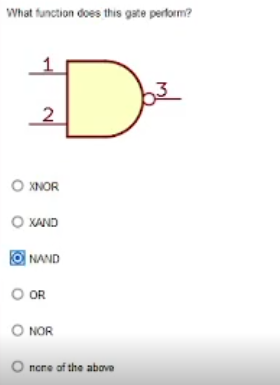 What function does this gate perform?
1
3
2
XNOR
XAND
NAND
OR
NOR
none of the above